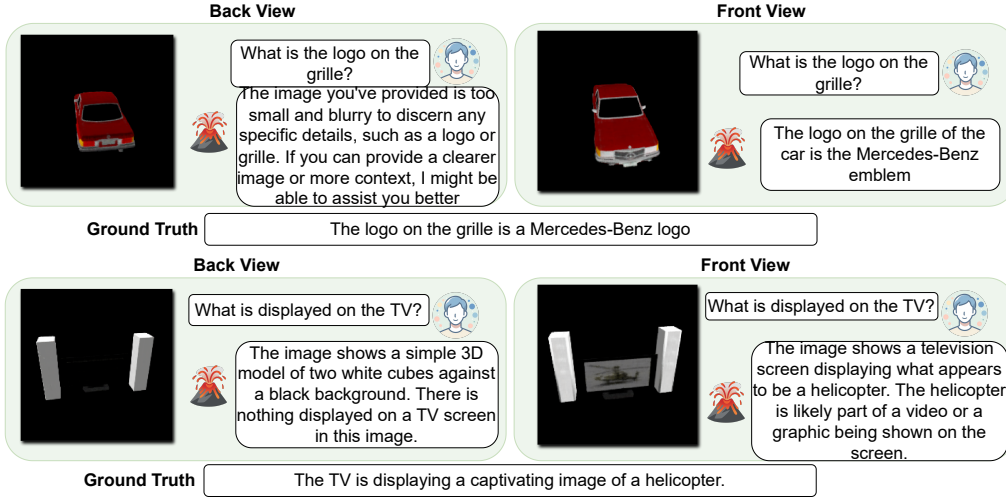 Back View
What is the logo on the
grille?
The image you've provided is too
small and blurry to discern any
specific details, such as a logo or
grille. If you can provide a clearer
image or more context, I might be
able to assist you better
Front View
What is the logo on the
grille?
The logo on the grille of the
car is the Mercedes-Benz
emblem
Ground Truth
The logo on the grille is a Mercedes-Benz logo
Back View
What is displayed on the TV?
The image shows a simple 3D
model of two white cubes against
a black background. There is
nothing displayed on a TV screen
in this image.
Front View
What is displayed on the TV?
The image shows a television
screen displaying what appears
to be a helicopter. The helicopter
is likely part of a video or a
graphic being shown on the
screen.
Ground Truth
The TV is displaying a captivating image of a helicopter.